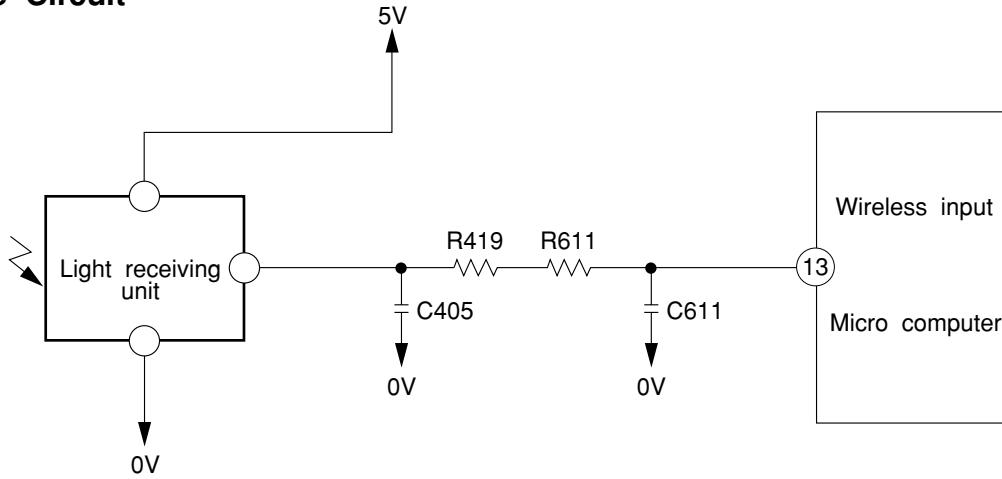 Circuit
5V
Light receiving
unit
R419 R611
C405
C611
13
Wireless input
Micro computer
0V
0V
0V